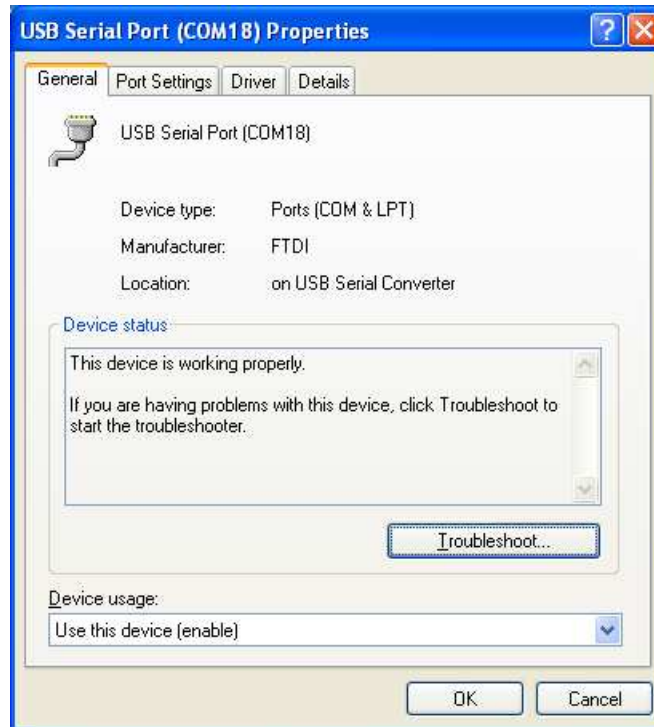 USB Serial Port (COM18) Properties
General Port Settings Driver Details
USB Serial Port (COM18)
Device type: Ports (COM & LPT)
Manufacturer: FTDI
Location: on USB Serial Converter
Device status
This device is working properly.
If you are having problems with this device, click Troubleshoot to
start the troubleshooter.
Troubleshoot...
Device usage:
Use this device (enable)
OK Cancel